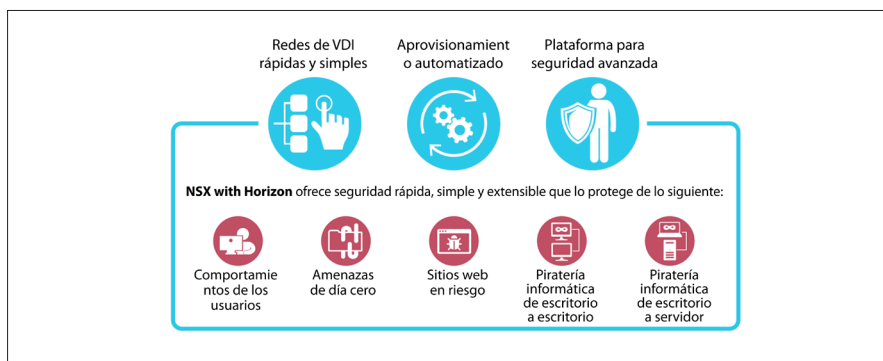 Redes de VDI
rápidas y simples
Aprovisionamient
o automatizado
Plataforma para
seguridad avanzada
NSX with Horizon ofrece seguridad rápida, simple y extensible que lo protege de lo siguiente:
Comportamie
ntos de los
usuarios
Amenazas
de día cero
Sitios web
en riesgo
Piratería
informática
de escritorio
a escritorio
Piratería
informática
de escritorio
a servidor